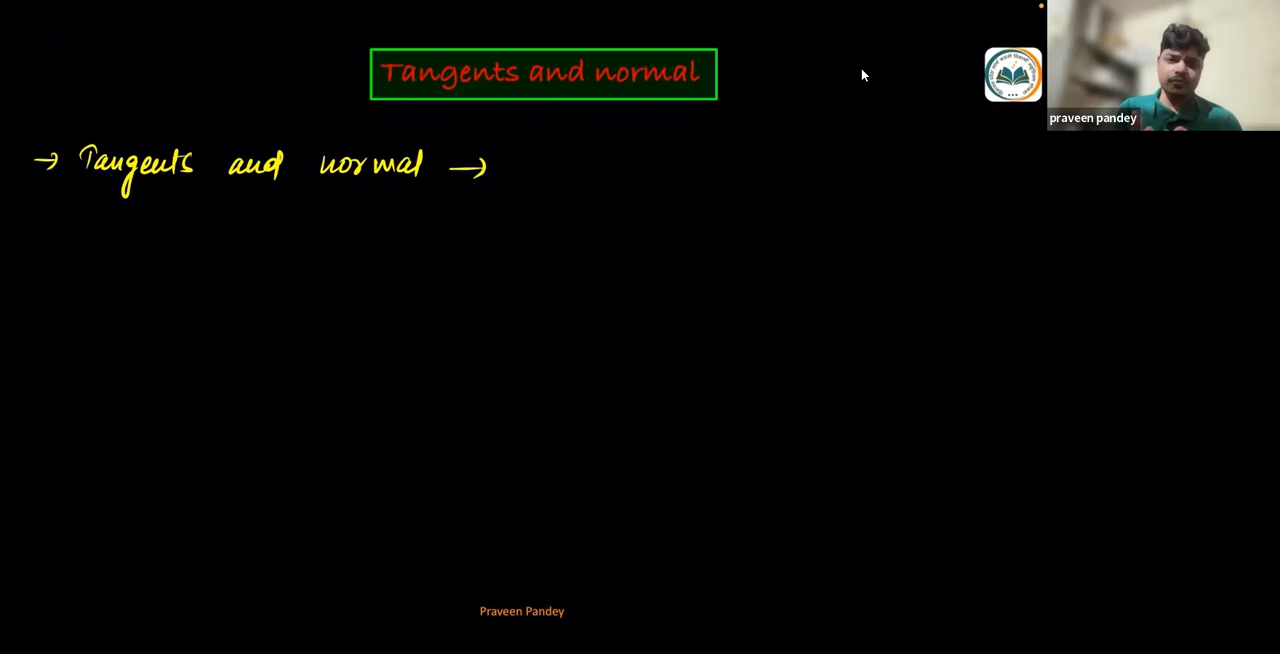 Tangents and normal
praveen pandey
→ Tangents and normal →
Praveen Pandey